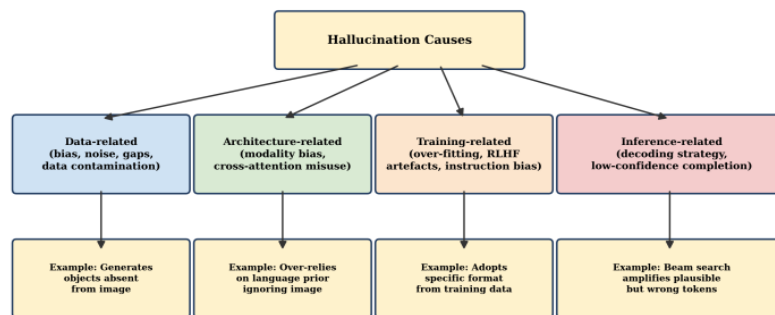 Hallucination Causes
Data-related
(bias, noise, gaps,
data contamination)
Architecture-related
(modality bias,
cross-attention misuse)
Training-related
(over-fitting, RLHF
artefacts, instruction bias)
Inference-related
(decoding strategy,
low-confidence completion)
Example: Generates
objects absent
from image
Example: Over-relies
on language prior
ignoring image
Example: Adopts
specific format
from training data
Example: Beam search
amplifies plausible
but wrong tokens